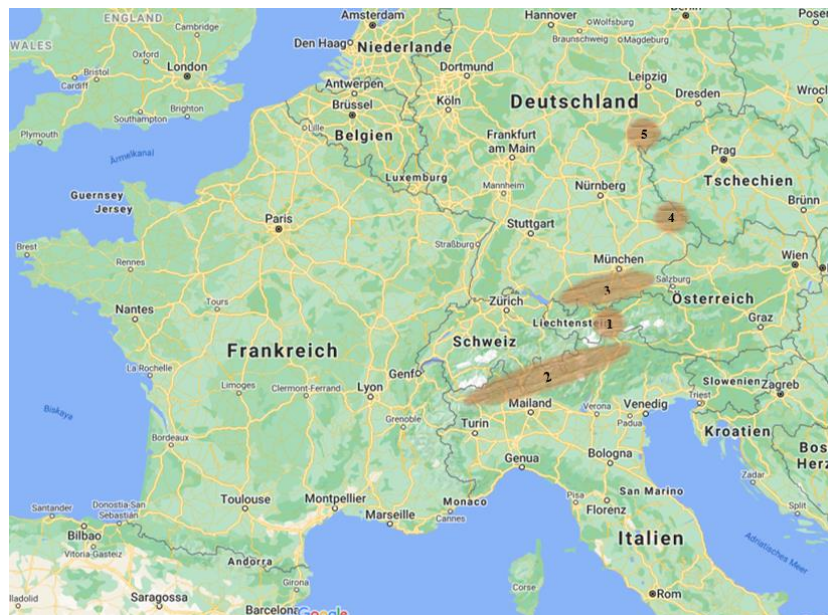 ENGLAND
Cambridge
WALES
Oxford
London
Bristol
Cardiff
Brighton
Southampton
Plymouth
Ärmelkanal
Guernsey
Jersey
Amsterdam
Den Haag
Niederlande
Antwerpen
Brüssel
Belgien
Lille
Luxemburg
Hannover
Wolfsburg
Braunschweig
Magdeburg
Berlin
Posen
Dortmund
Leipzig
Köln
Deutschland
Dresden
Wrocl
Frankfurt
am Main
5
Prag
Tschechien
Mannheim
Nürnberg
Brünn
4
Stuttgart
Straßburg
Paris
Brest
Rennes
München
Salzburg
Wien
3
Österreich
Zürich
Liechtenstein
1
Graz
Schweiz
Nantes
Tours
Frankreich
Genf
2
Slowenien
Zagreb
La Rochelle
Limoges
Clermont-Ferrand
Lyon
Mailand
Verona
Venedig
Triest
Padua
Turin
Kroatien
Biskaya
Grenoble
Bordeaux
Genua
Bologna
Bos
Herz
Zadar
San Marino
Monaco
Cannes
Pisa
Florenz
Split
Santander
Donostia-San
Sebastián
Bilbao
Vitoria-Gasteiz
Toulouse
Montpellier
Marseille
Italien
Adriatisches Meer
Andorra
Girona
Corse
lladolid
Saragossa
Barcelona
Google
Rom